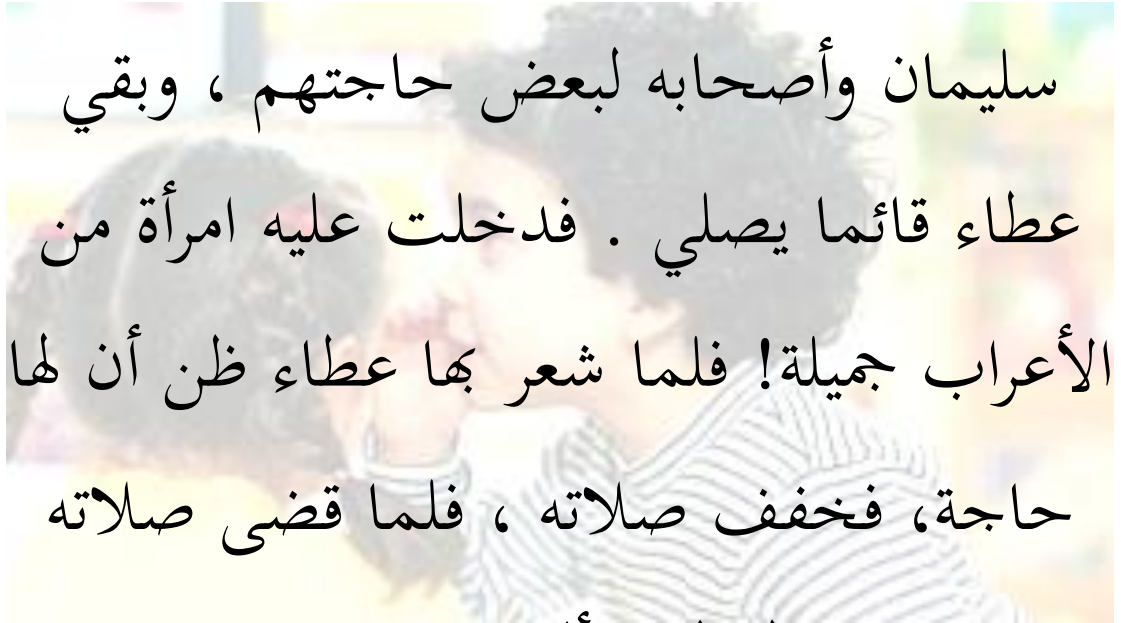 سليمان وأصحابه لبعض حاجتهم ، وبقي
عطاء قائما يصلي . فدخلت عليه امرأة من
الأعراب جميلة! فلما شعر بها عطاء ظن أن لها
حاجة، فخفف صلاته ، فلما قضى صلاته